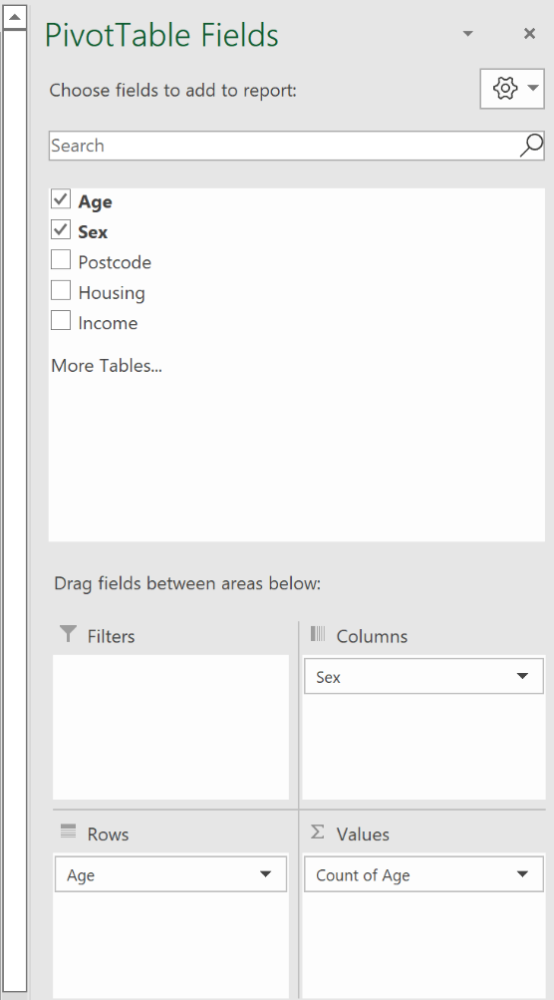 PivotTable Fields
Choose fields to add to report:
Search
Age
Sex
Postcode
Housing
Income
More Tables...
Drag fields between areas below:
Filters
Columns
Sex
Rows
Σ Values
Age
Count of Age